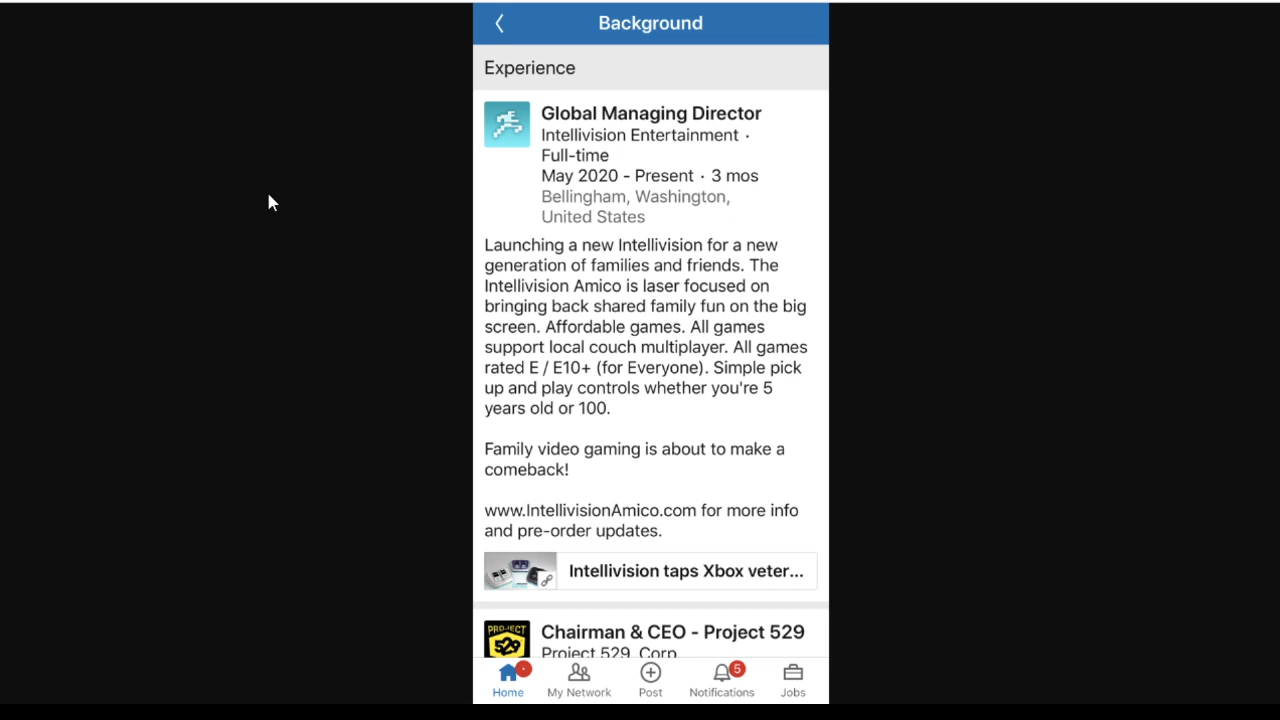 Background
Experience
Global Managing Director
Intellivision Entertainment ·
Full-time
May 2020 - Present · 3 mos
Bellingham, Washington,
United States
Launching a new Intellivision for a new
generation of families and friends. The
Intellivision Amico is laser focused on
bringing back shared family fun on the big
screen. Affordable games. All games
support local couch multiplayer. All games
rated E / E10+ (for Everyone). Simple pick
up and play controls whether you're 5
years old or 100.
Family video gaming is about to make a
comeback!
www.IntellivisionAmico.com for more info
and pre-order updates.
Intellivision taps Xbox veter...
PROJECT
529
Chairman & CEO - Project 529
Project 529, Corp.
5
Home
My Network
Post
Notifications
Jobs